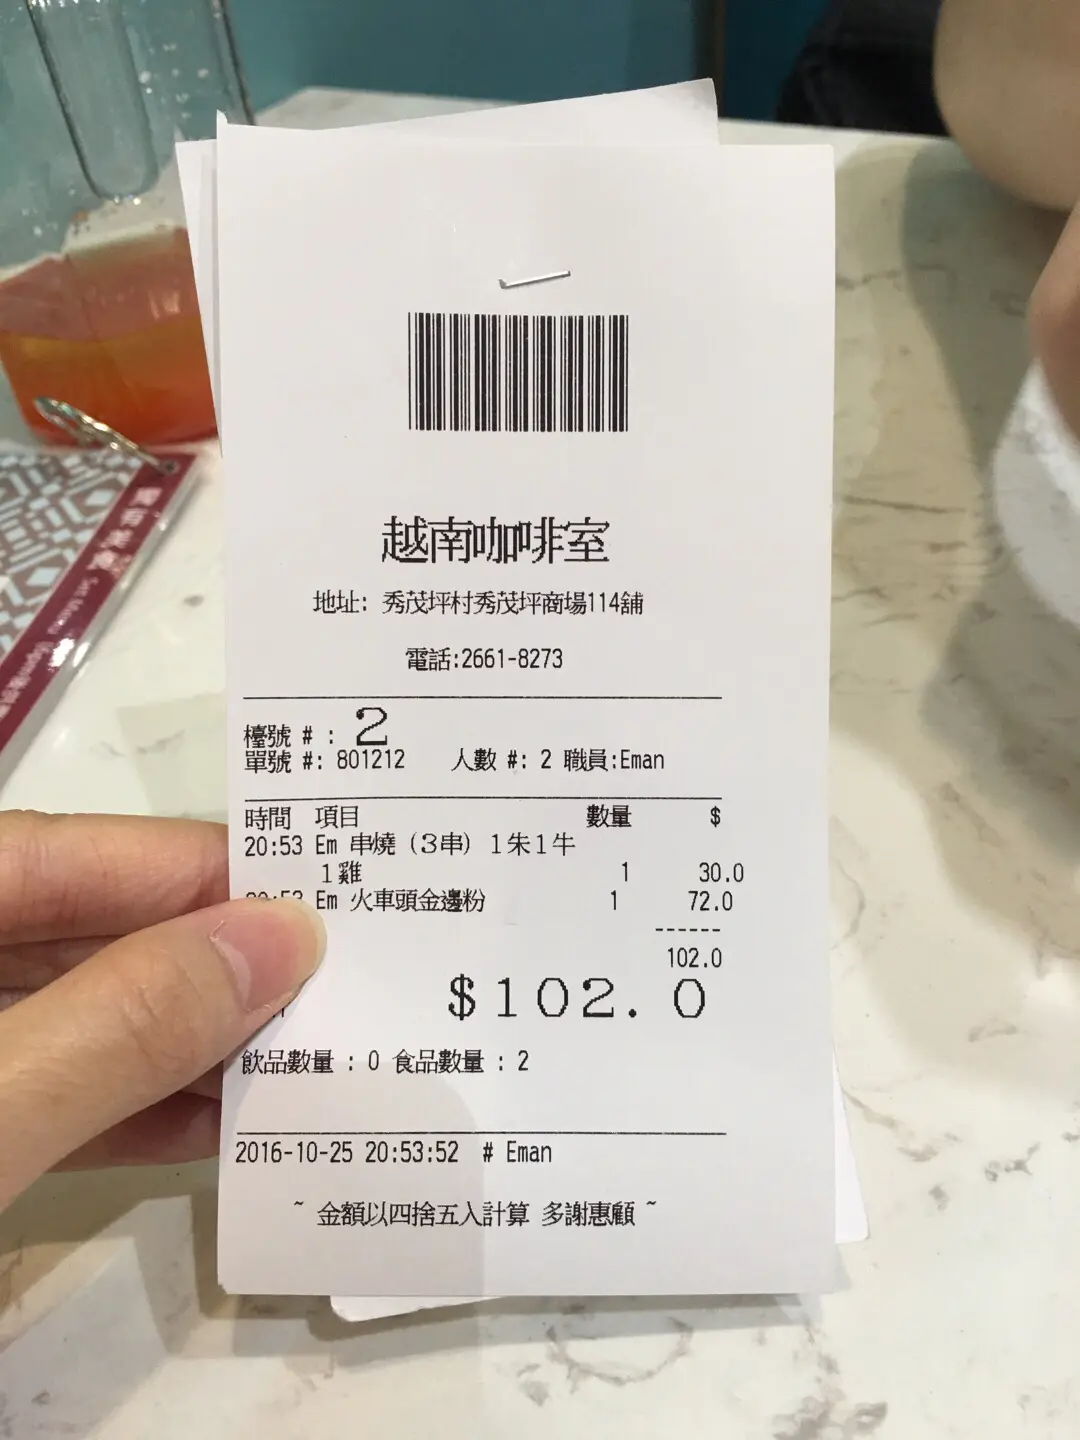 越南咖啡室
地址: 秀茂坪村秀茂坪商場114舖
電話:2661-8273
檯號 # : 2
單號 #: 801212 人數 #: 2 職員:Eman
時間 項目 數量 $
20:53 Em 串燒 (3串) 1朱1牛
1雞 1 30.0
Em 火車頭金邊粉 1 72.0
------
102.0
$102.0
飲品數量 : 0 食品數量 : 2
2016-10-25 20:53:52 # Eman
~ 金額以四捨五入計算 多謝惠顧 ~